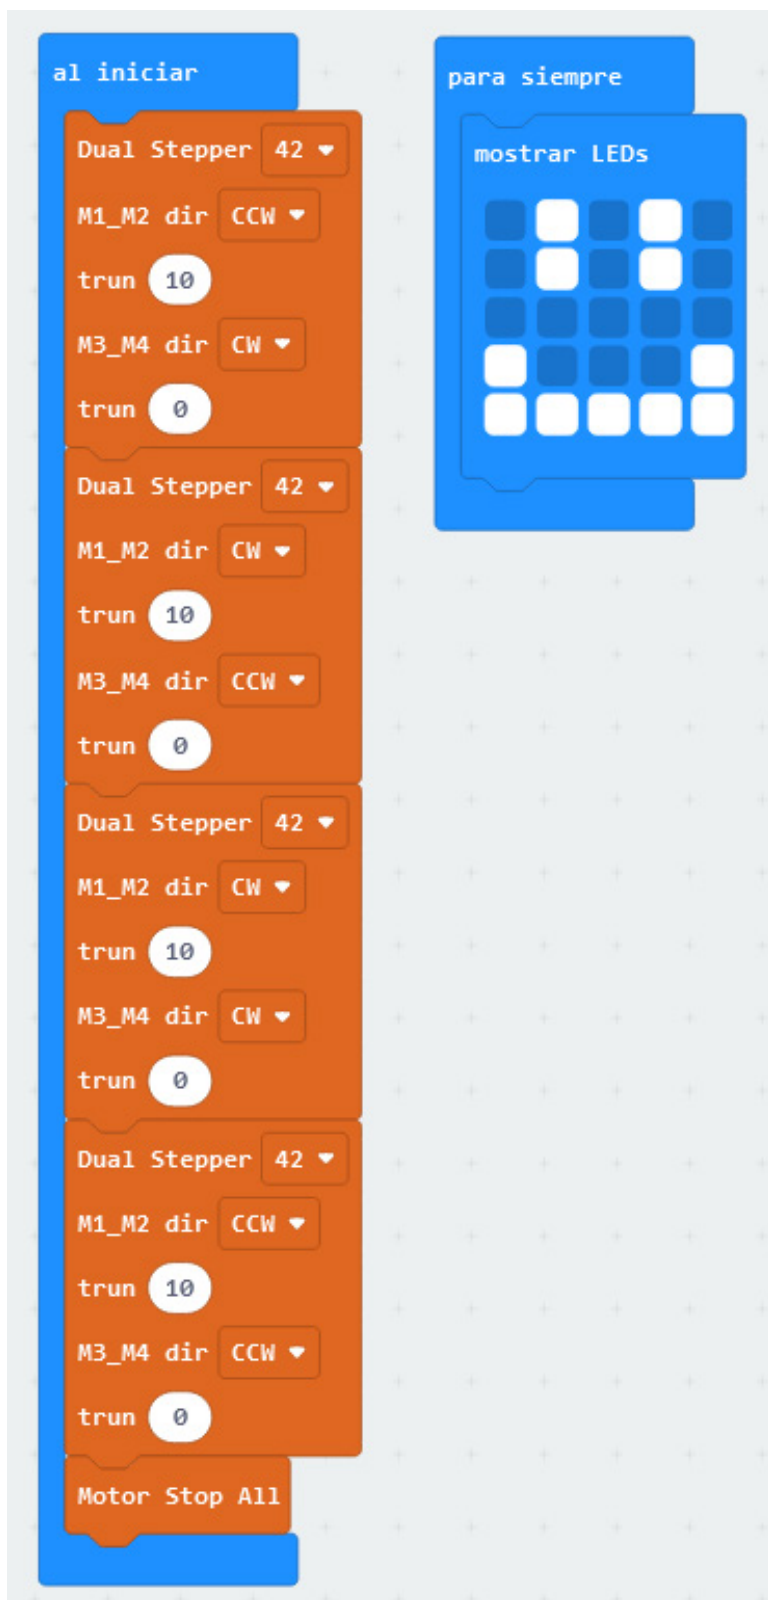 al iniciar
Dual Stepper 42
M1_M2 dir CCW
trun 10
M3_M4 dir CW
trun 0
Dual Stepper 42
M1_M2 dir CW
trun 10
M3_M4 dir CCW
trun 0
Dual Stepper 42
M1_M2 dir CW
trun 10
M3_M4 dir CW
trun 0
Dual Stepper 42
M1_M2 dir CCW
trun 10
M3_M4 dir CCW
trun 0
Motor Stop All
para siempre
mostrar LEDs